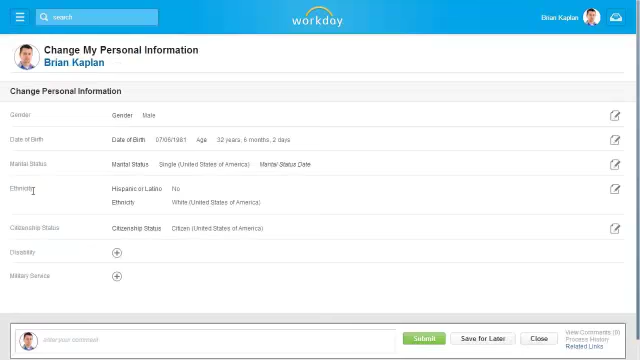 search
workday
Brian Kaplan
Change My Personal Information
Brian Kaplan
Change Personal Information
Gender Gender Male
Date of Birth Date of Birth 07/06/1981 Age 32 years, 6 months, 2 days
Marital Status Marital Status Single (United States of America) Marital Status Date
Ethnicity Hispanic or Latino No
Ethnicity White (United States of America)
Citizenship Status Citizenship Status Citizen (United States of America)
Disability
Military Service
enter your comment Submit Save for Later Close
View Comments (0)
Process History
Related Links